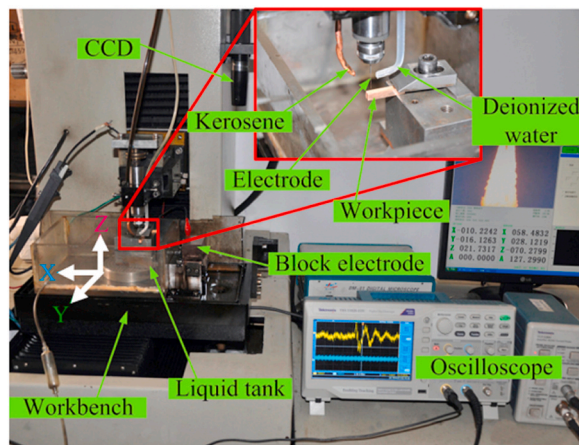 CCD
Kerosene
Deionized
water
Electrode
Workpiece
Block electrode
Z
X
Y
Liquid tank
Workbench
Oscilloscope
X-010.2242 X 058.4832
Y 016.1263 Y 028.1219
Z 021.7317 Z-070.2799
A 000.0000 A 127.2990
Tektronix